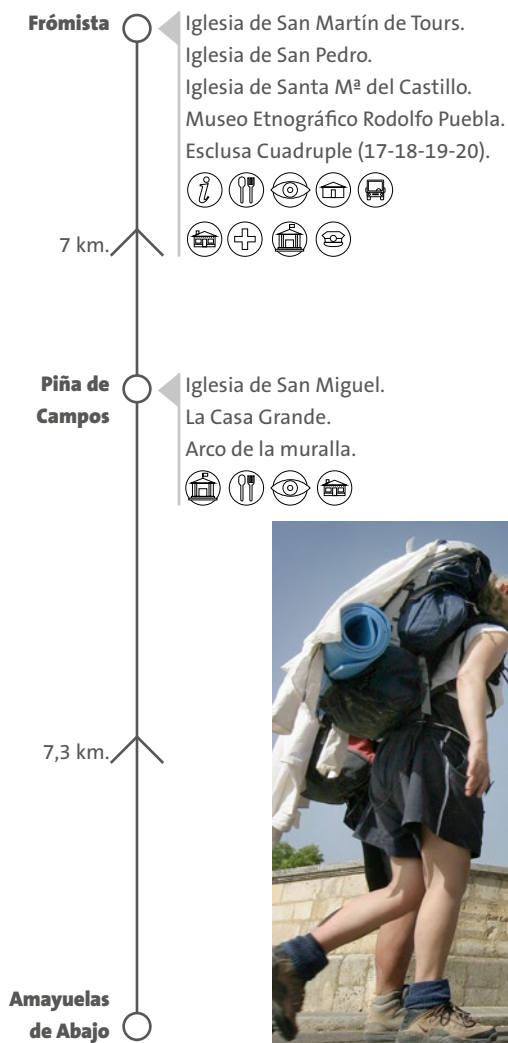 Frómista
Iglesia de San Martín de Tours.
Iglesia de San Pedro.
Iglesia de Santa Mª del Castillo.
Museo Etnográfico Rodolfo Puebla.
Esclusa Cuadruple (17-18-19-20).
i
7 km.
Piña de
Campos
Iglesia de San Miguel.
La Casa Grande.
Arco de la muralla.
7,3 km.
Amayuelas
de Abajo